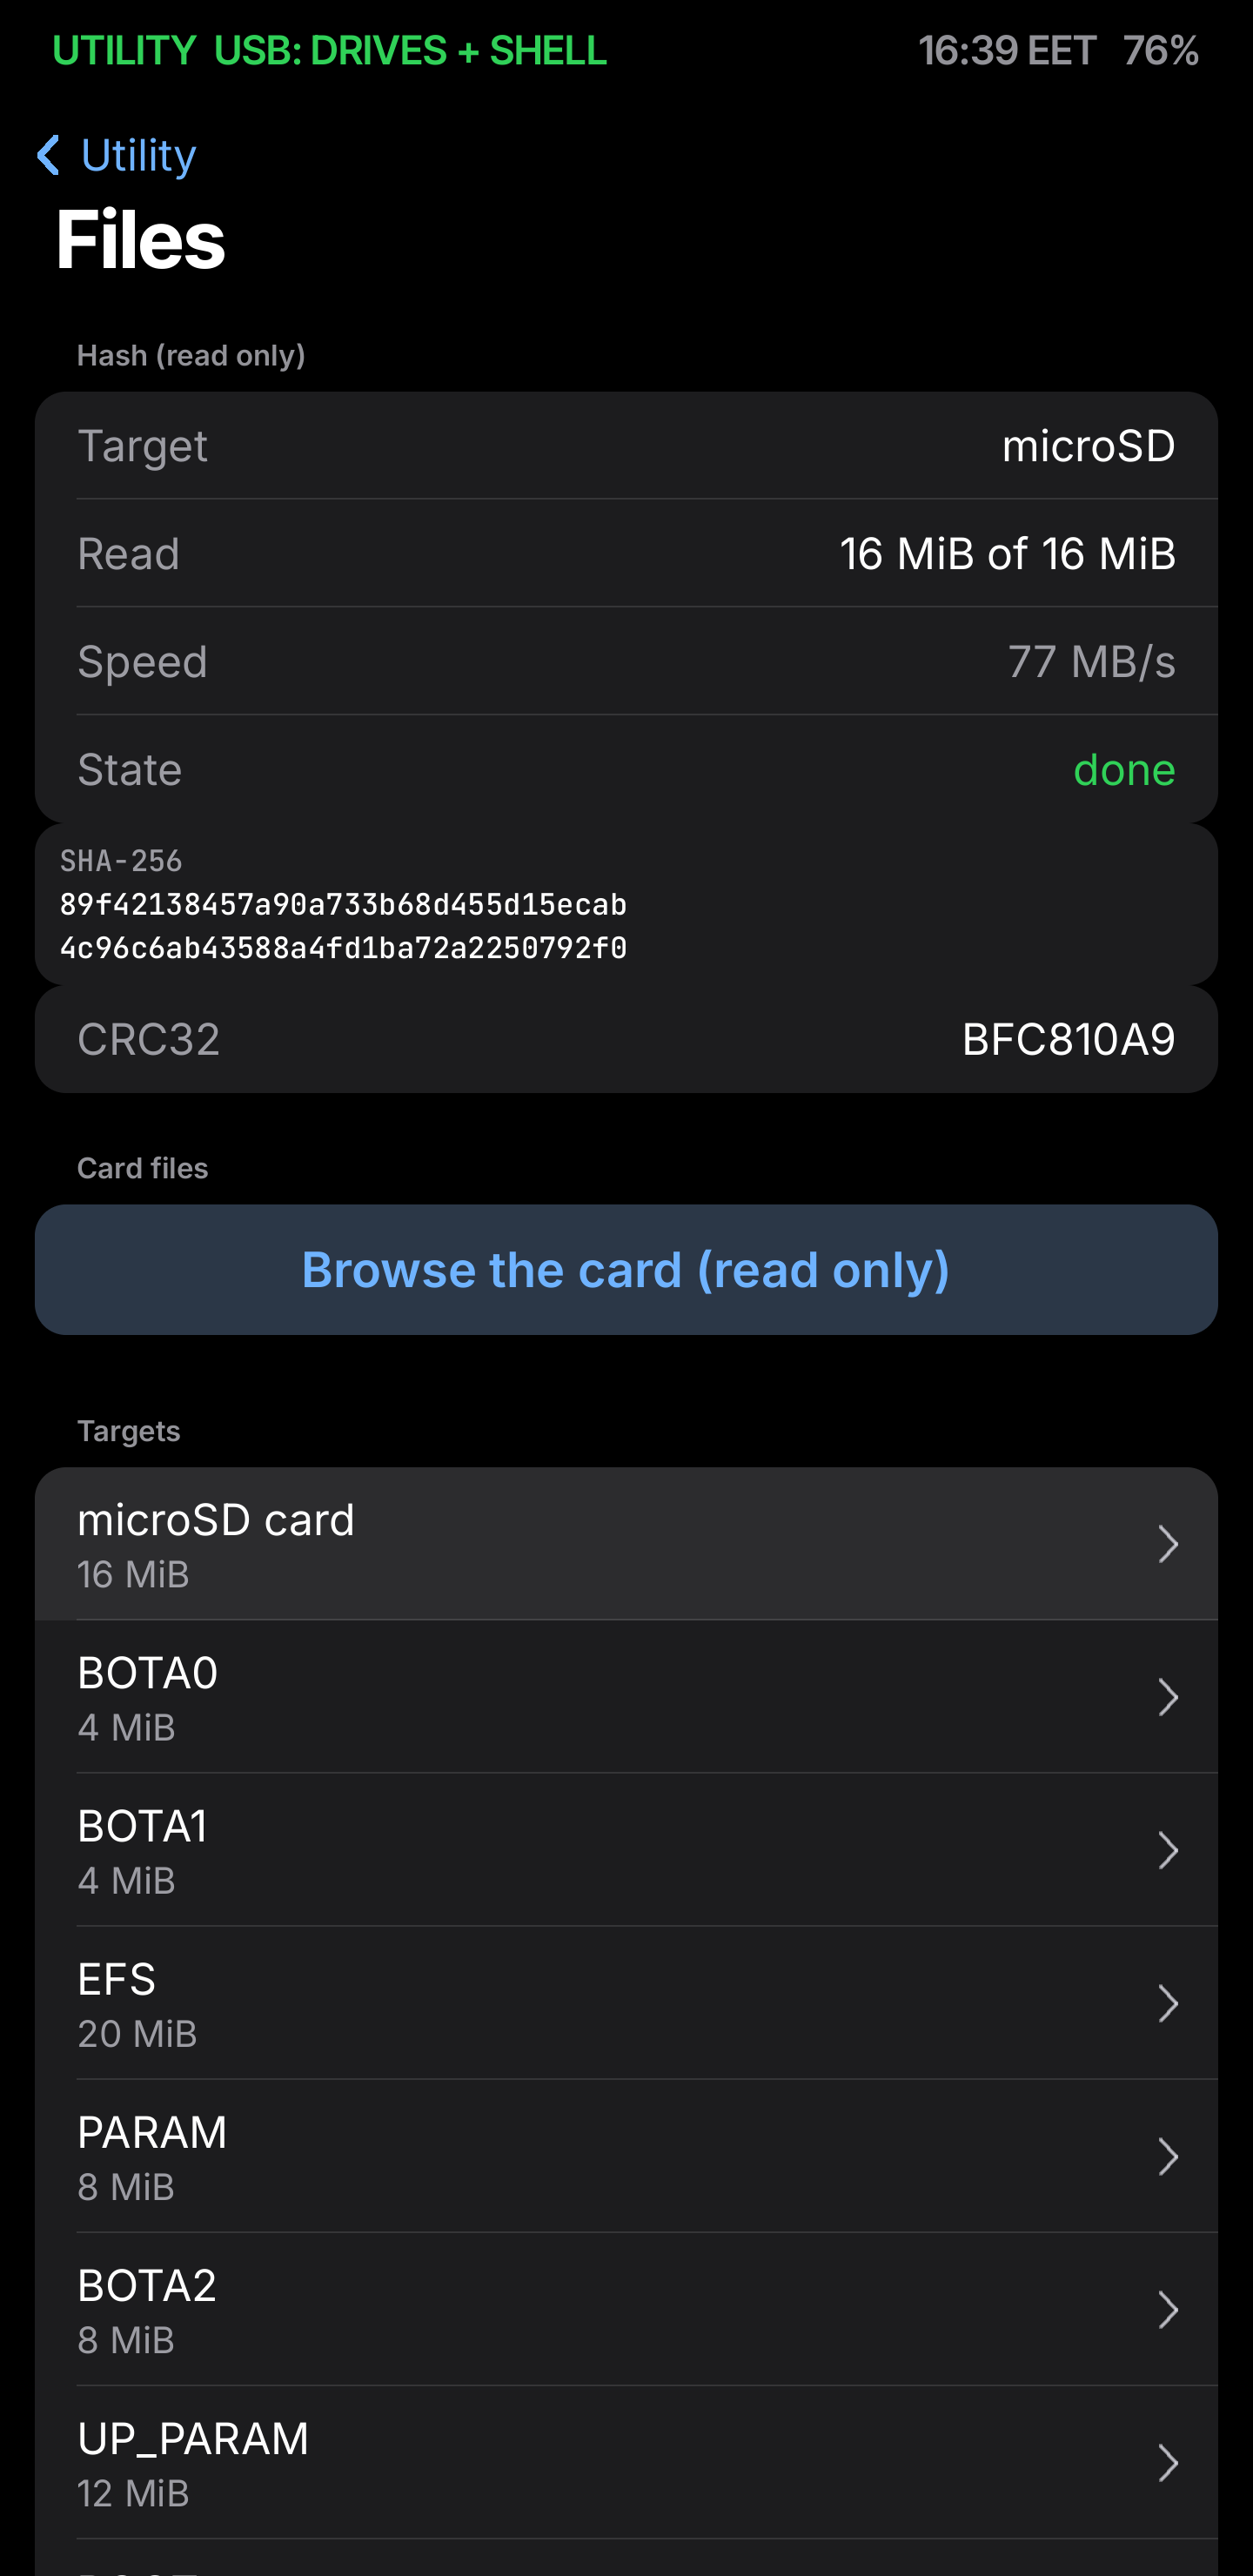 UTILITY USB: DRIVES + SHELL 16:39 EET 76%
Utility
Files
Hash (read only)
Target microSD
Read 16 MiB of 16 MiB
Speed 77 MB/s
State done
SHA-256
89f42138457a90a733b68d455d15ecab
4c96c6ab43588a4fd1ba72a2250792f0
CRC32 BFC810A9
Card files
Browse the card (read only)
Targets
microSD card
16 MiB
BOTA0
4 MiB
BOTA1
4 MiB
EFS
20 MiB
PARAM
8 MiB
BOTA2
8 MiB
UP_PARAM
12 MiB